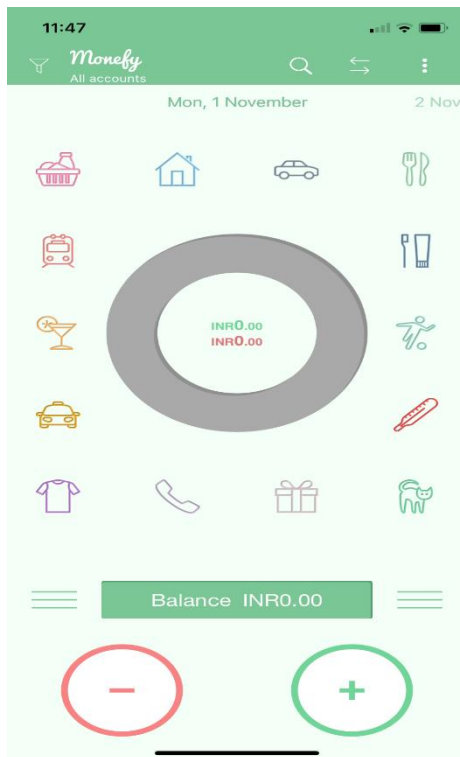 11:47
Monefy
All accounts
Mon, 1 November
2 Nov
INR0.00
INR0.00
Balance INR0.00